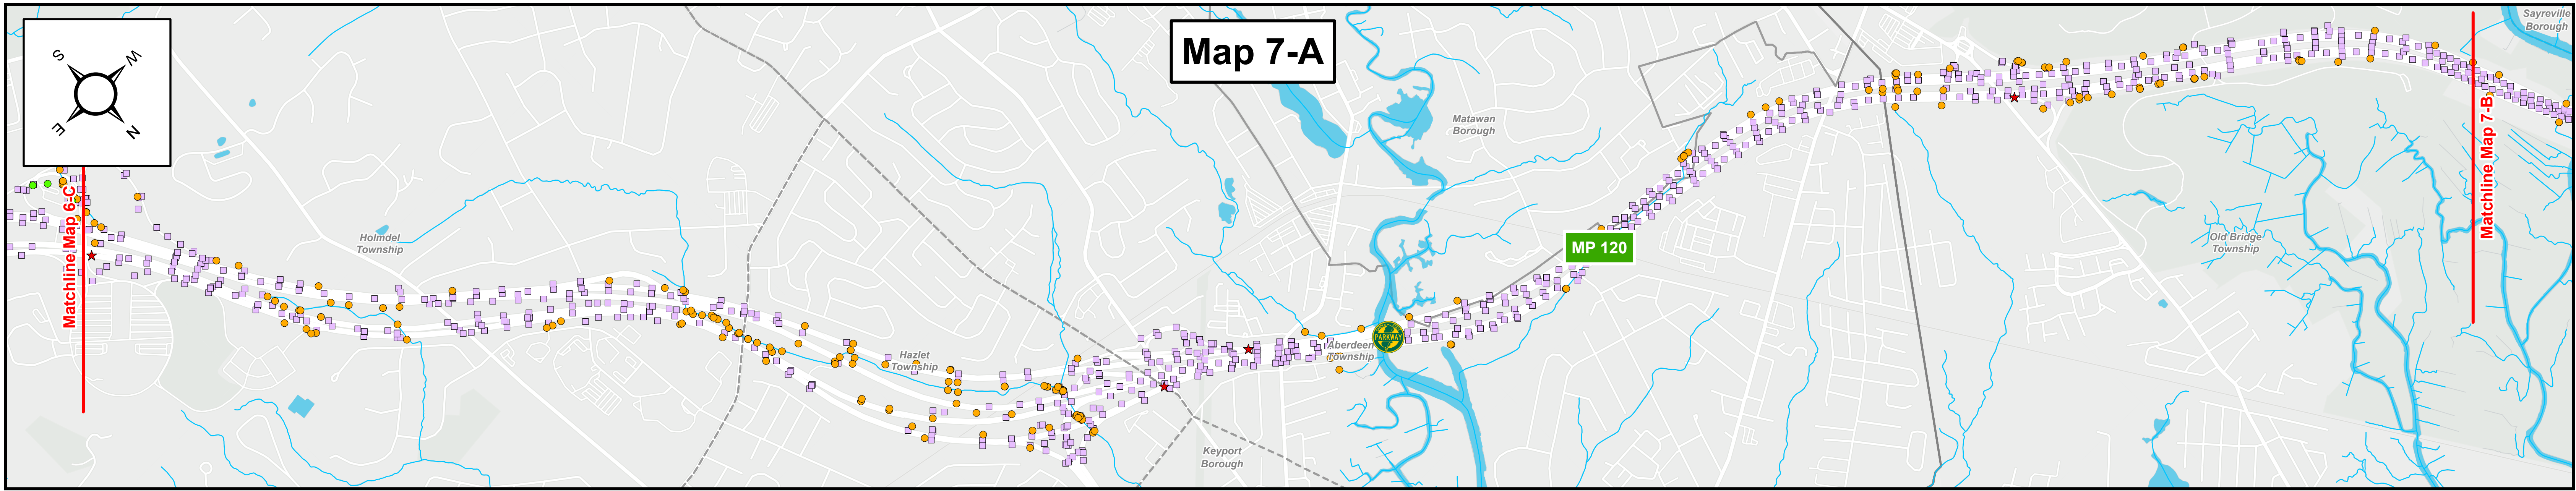 Map 7-A
S
W
E
N
Matchline Map 6-C
Holmdel
Township
Hazlet
Township
Keyport
Borough
Aberdeen
Township
PARKWAY
Matawan
Borough
MP 120
Old Bridge
Township
Matchline Map 7-B
Sayreville
Borough